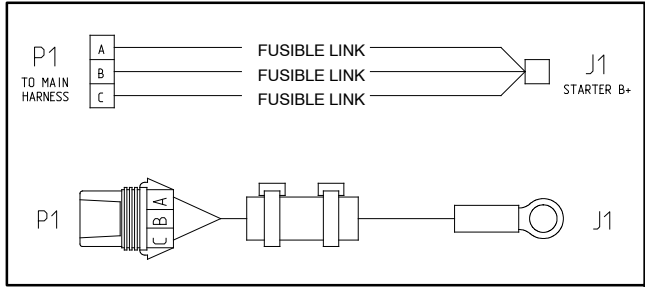 P1
TO MAIN
HARNESS
A
B
C
FUSIBLE LINK
FUSIBLE LINK
FUSIBLE LINK
J1
STARTER B+
P1
A
B
C
J1